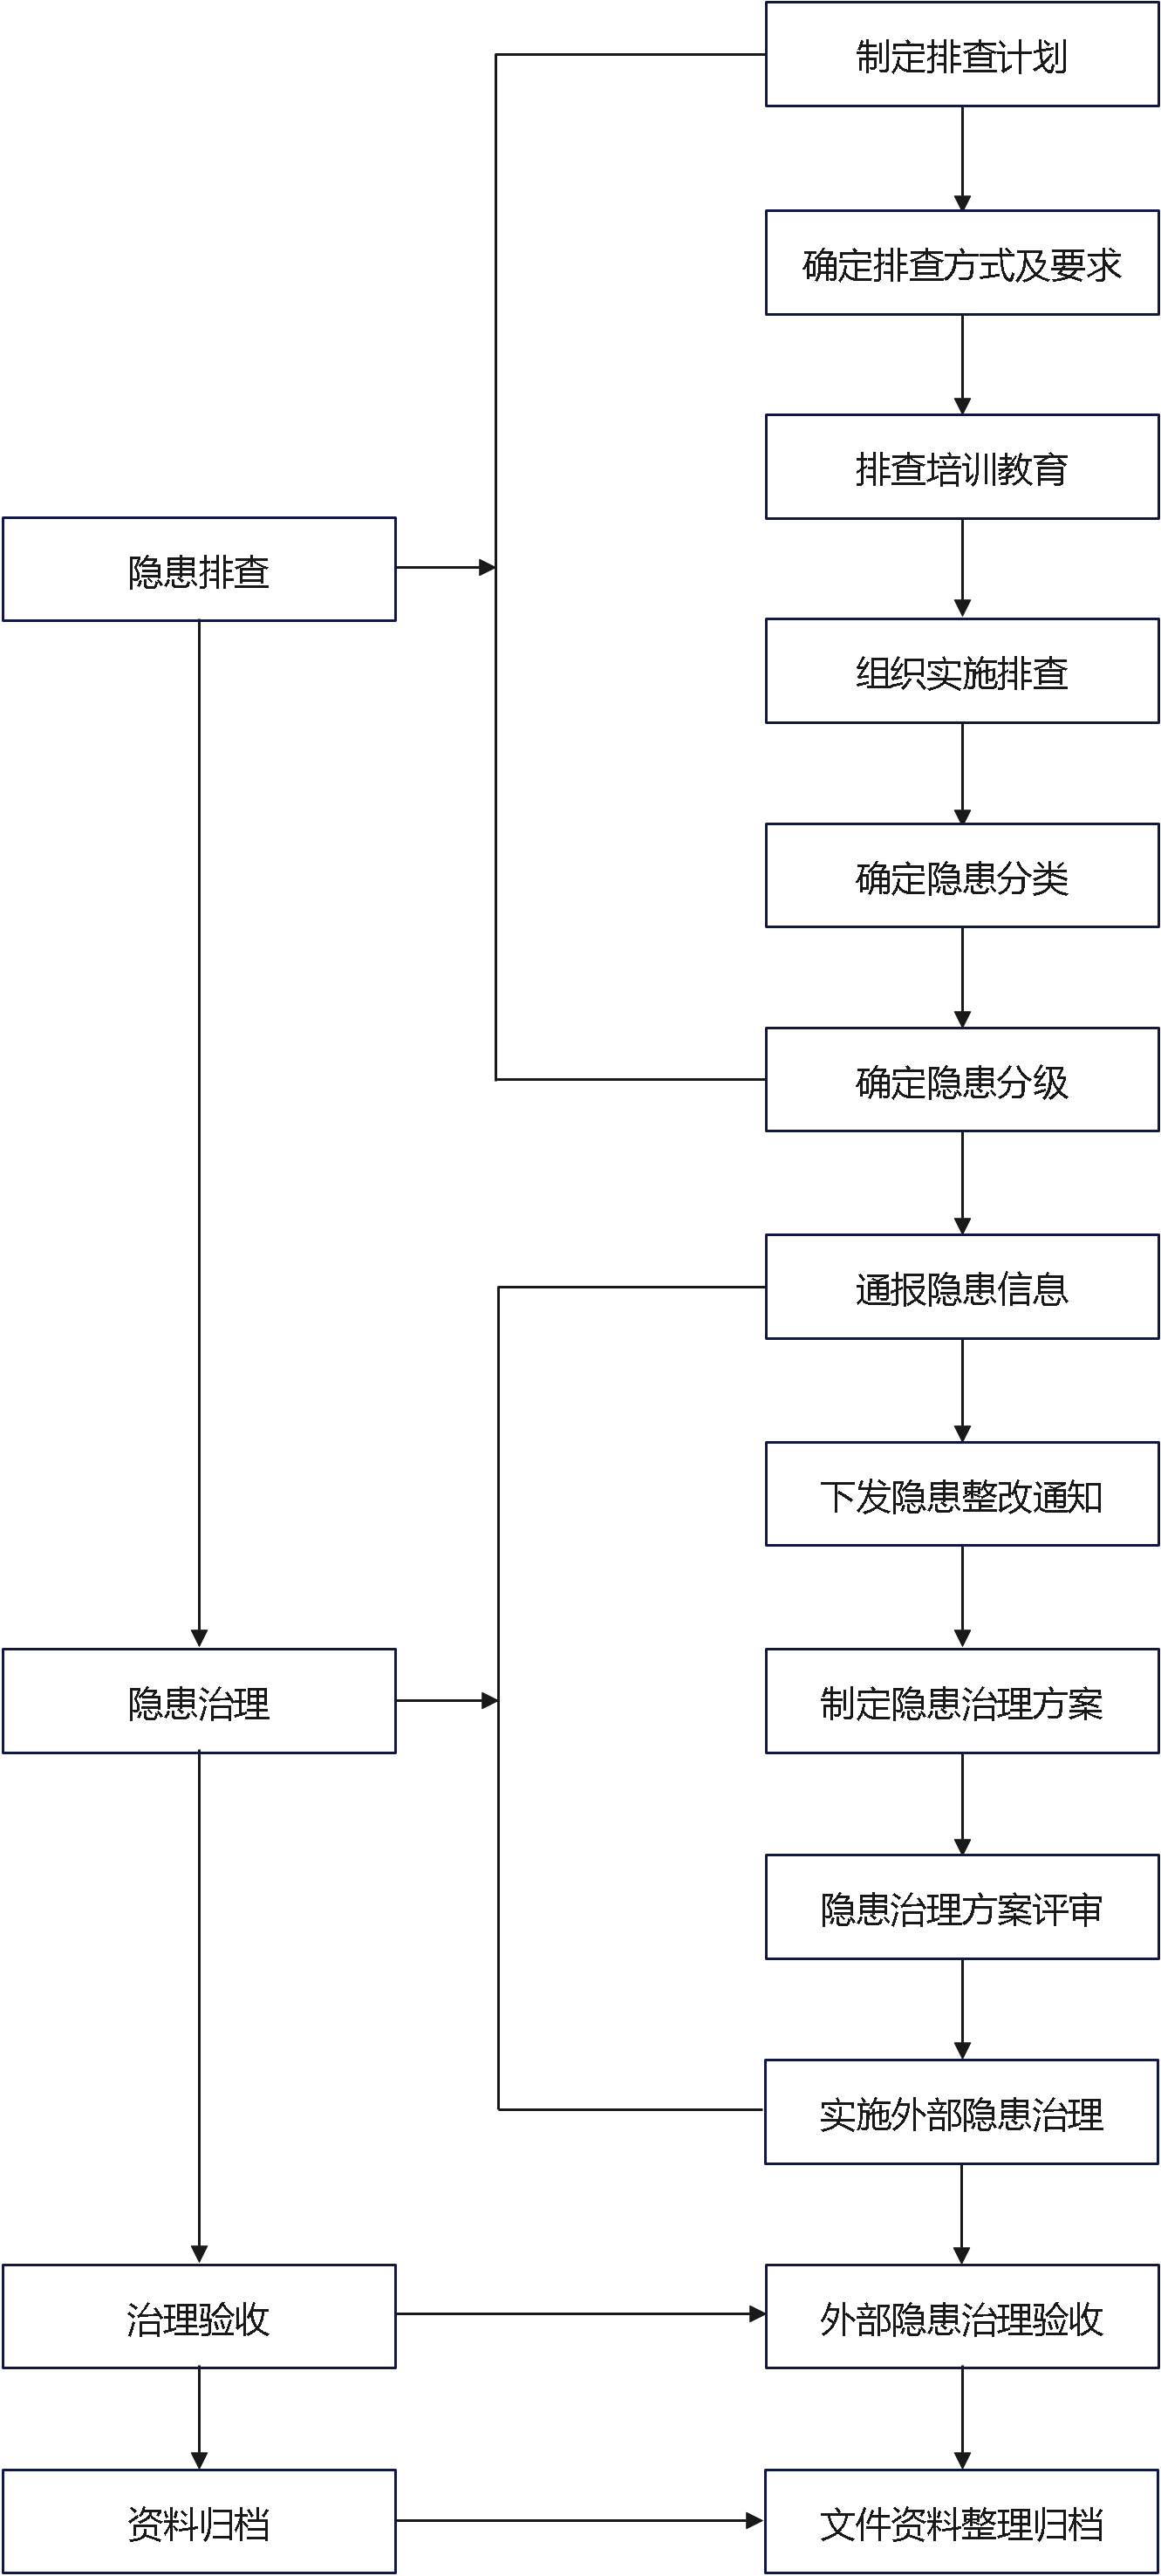 制定排查计划
确定排查方式及要求
排查培训教育
隐患排查
组织实施排查
确定隐患分类
确定隐患分级
通报隐患信息
下发隐患整改通知
隐患治理
制定隐患治理方案
隐患治理方案评审
实施外部隐患治理
治理验收
外部隐患治理验收
资料归档
文件资料整理归档